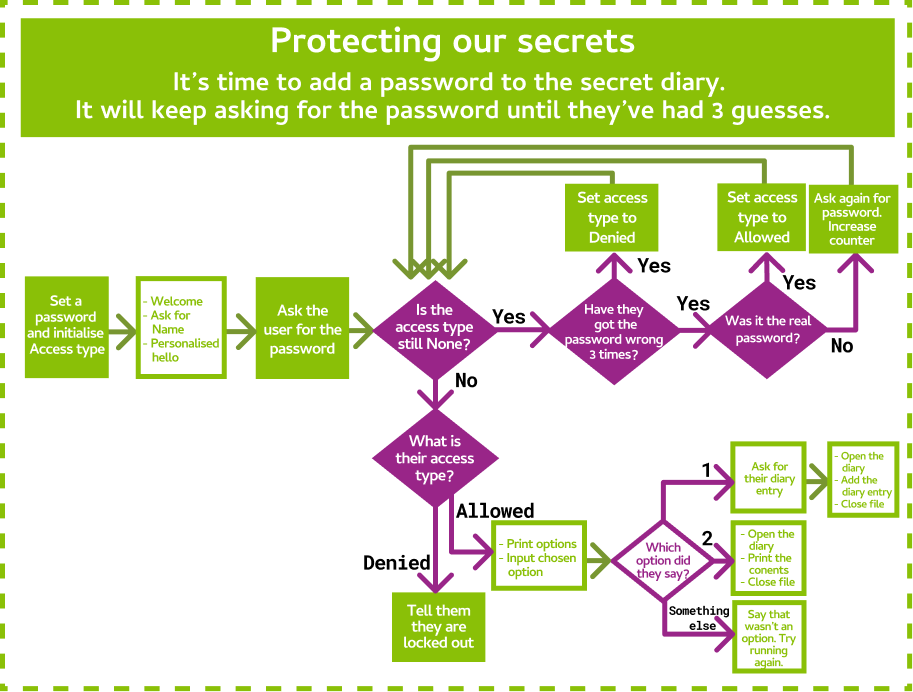 Protecting our secrets
It's time to add a password to the secret diary.
It will keep asking for the password until they've had 3 guesses.
Set access
type to
Denied
Set access
type to
Allowed
Ask again for
password.
Increase
counter
Yes
Yes
Set a
password
and initialise
Access type
- Welcome
- Ask for
Name
- Personalised
hello
Ask the
user for the
password
Is the
access type
still None?
Yes
Have they
got the
password wrong
3 times?
Yes
Was it the real
password?
No
No
What is
their access
type?
Allowed
Denied
Tell them
they are
locked out
- Print options
- Input chosen
option
Which
option did
they say?
1
Ask for
their diary
entry
- Open the
diary
- Add the
diary entry
- Close file
2
- Open the
diary
- Print the
conents
- Close file
Something
else
Say that
wasn't an
option. Try
running
again.